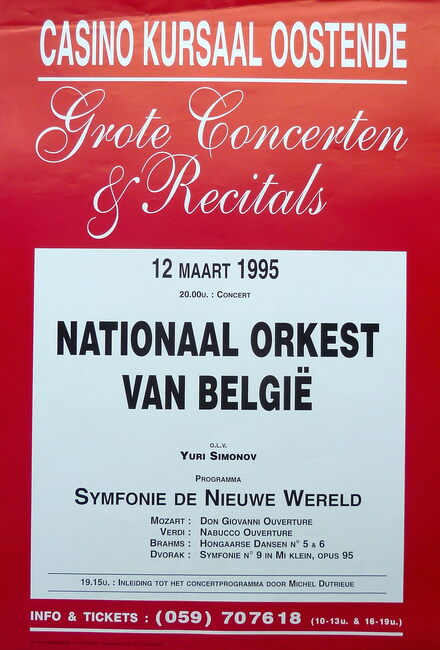 CASINO KURSAAL OOSTENDE
Grote Concerten
& Recitals
12 MAART 1995
20.00U. : CONCERT
NATIONAAL ORKEST
VAN BELGIË
O.L.V.
YURI SIMONOV
PROGRAMMA
SYMFONIE DE NIEUWE WERELD
MOZART : DON GIOVANNI OUVERTURE
VERDI : NABUCCO OUVERTURE
BRAHMS : HONGAARSE DANSEN N° 5 & 6
DVORAK : SYMFONIE N° 9 IN MI KLEIN, OPUS 95
19.15U. : INLEIDING TOT HET CONCERTPROGRAMMA DOOR MICHEL DUTRIEUE
INFO & TICKETS : (059) 707618 (10-13u. & 16-19u.)